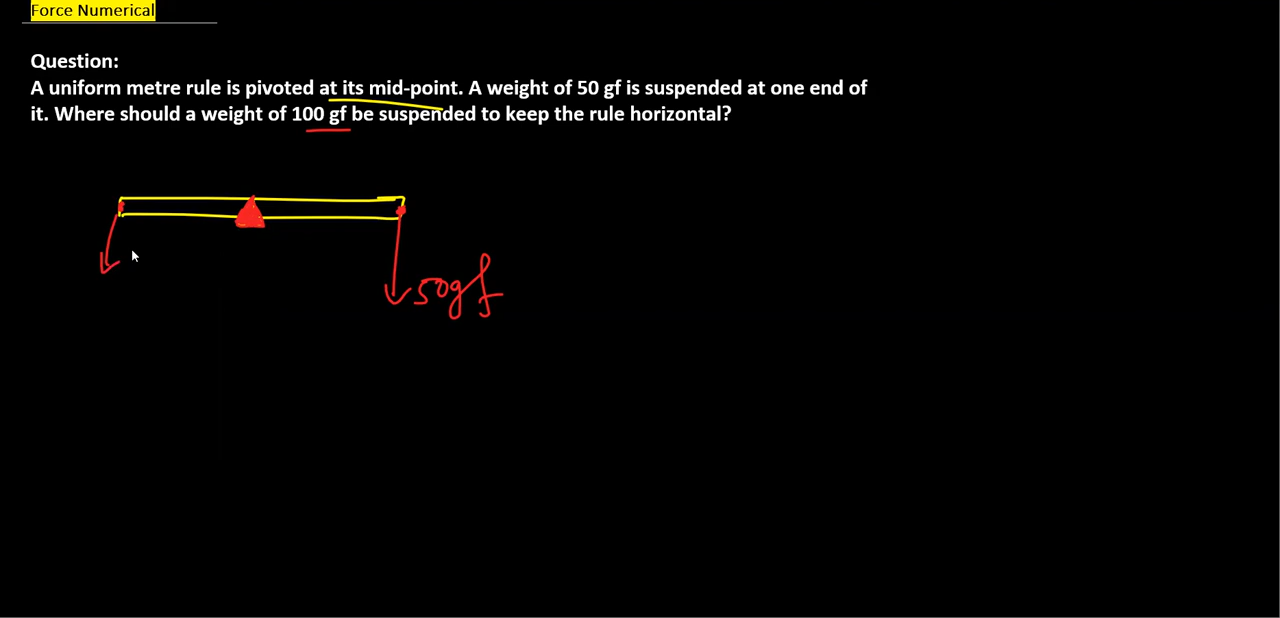 Force Numerical
Question:
A uniform metre rule is pivoted at its mid-point. A weight of 50 gf is suspended at one end of
it. Where should a weight of 100 gf be suspended to keep the rule horizontal?
50gf